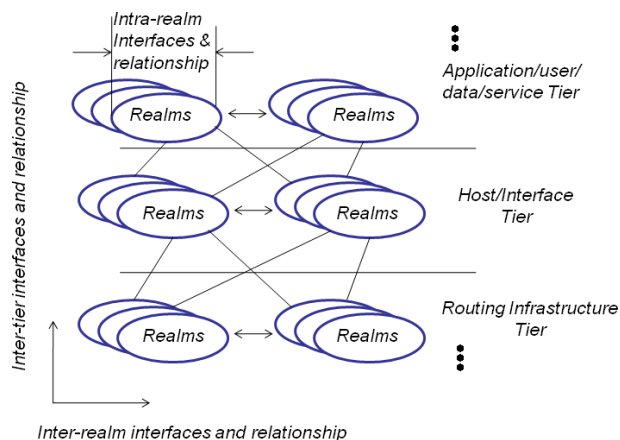 Intra-realm
Interfaces &
relationship
Application/user/
data/service Tier
Realms
Realms
Host/Interface
Tier
Realms
Realms
Routing Infrastructure
Tier
Realms
Realms
Inter-tier interfaces and relationship
Inter-realm interfaces and relationship